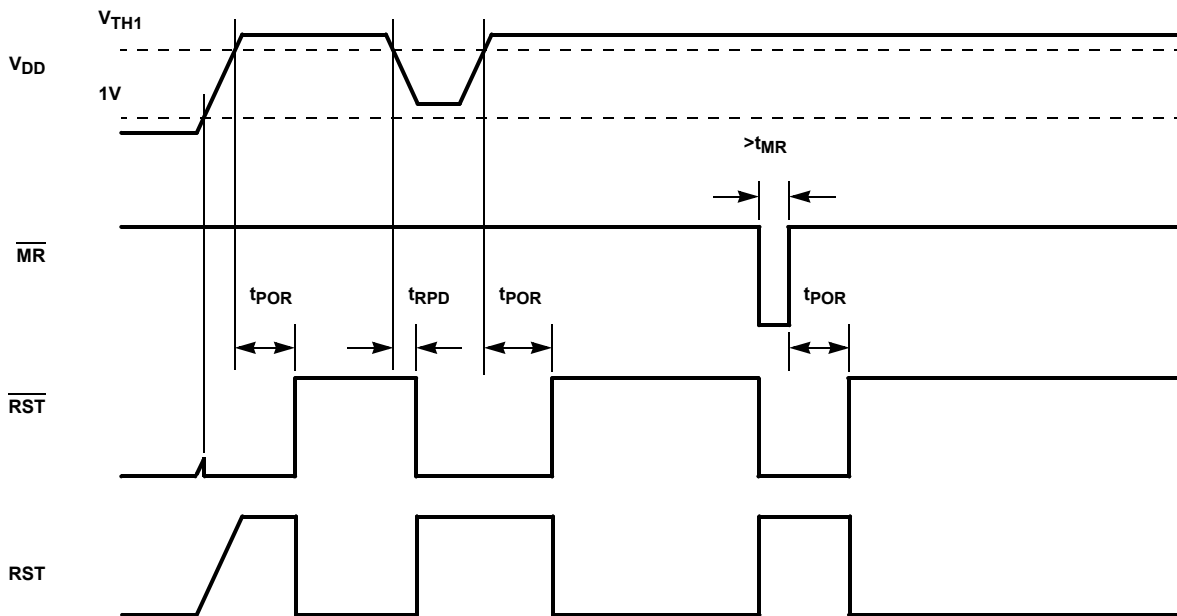 VTH1
VDD
1V
>tMR
MR
tPOR
tRPD
tPOR
tPOR
RST
RST